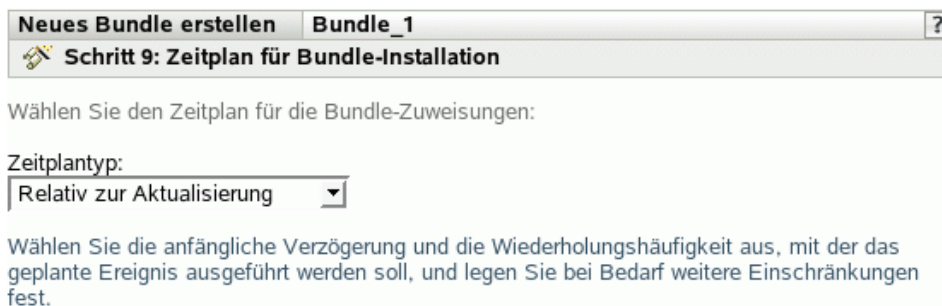 Neues Bundle erstellen Bundle_1 ?
Schritt 9: Zeitplan für Bundle-Installation
Wählen Sie den Zeitplan für die Bundle-Zuweisungen:
Zeitplantyp:
Relativ zur Aktualisierung
Wählen Sie die anfängliche Verzögerung und die Wiederholungshäufigkeit aus, mit der das
geplante Ereignis ausgeführt werden soll, und legen Sie bei Bedarf weitere Einschränkungen
fest.